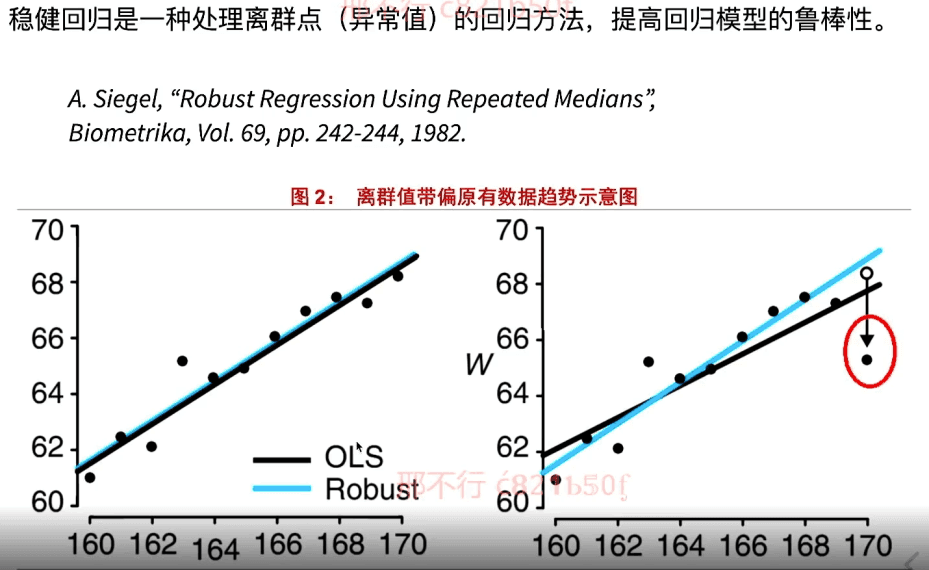 稳健回归是一种处理离群点（异常值）的回归方法，提高回归模型的鲁棒性。
A. Siegel, “Robust Regression Using Repeated Medians”,
Biometrika, Vol. 69, pp. 242-244, 1982.
图 2： 离群值带偏原有数据趋势示意图
70
68
66
64
62
60
OLS
Robust
160 162 164 166 168 170
70
68
66
64
62
60
W
160 162 164 166 168 170
耶不行 c821b50f